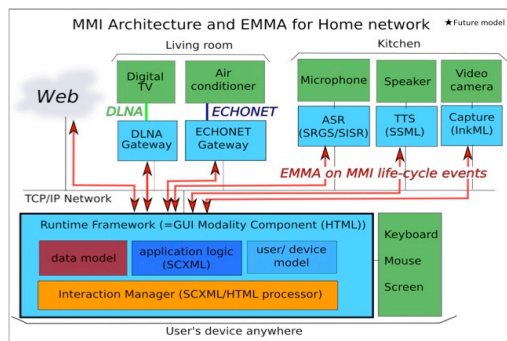 MMI Architecture and EMMA for Home network
★Future model
Living room
Kitchen
Digital
TV
Air
conditioner
Microphone
Speaker
Video
camera
Web
DLNA
ECHONET
DLNA
Gateway
ECHONET
Gateway
ASR
(SRGS/SISR)
TTS
(SSML)
Capture
(InkML)
EMMA on MMI life-cycle events
TCP/IP Network
Runtime Framework (=GUI Modality Component (HTML))
data model
application logic
(SCXML)
user/ device
model
Interaction Manager (SCXML/HTML processor)
Keyboard
Mouse
Screen
User's device anywhere